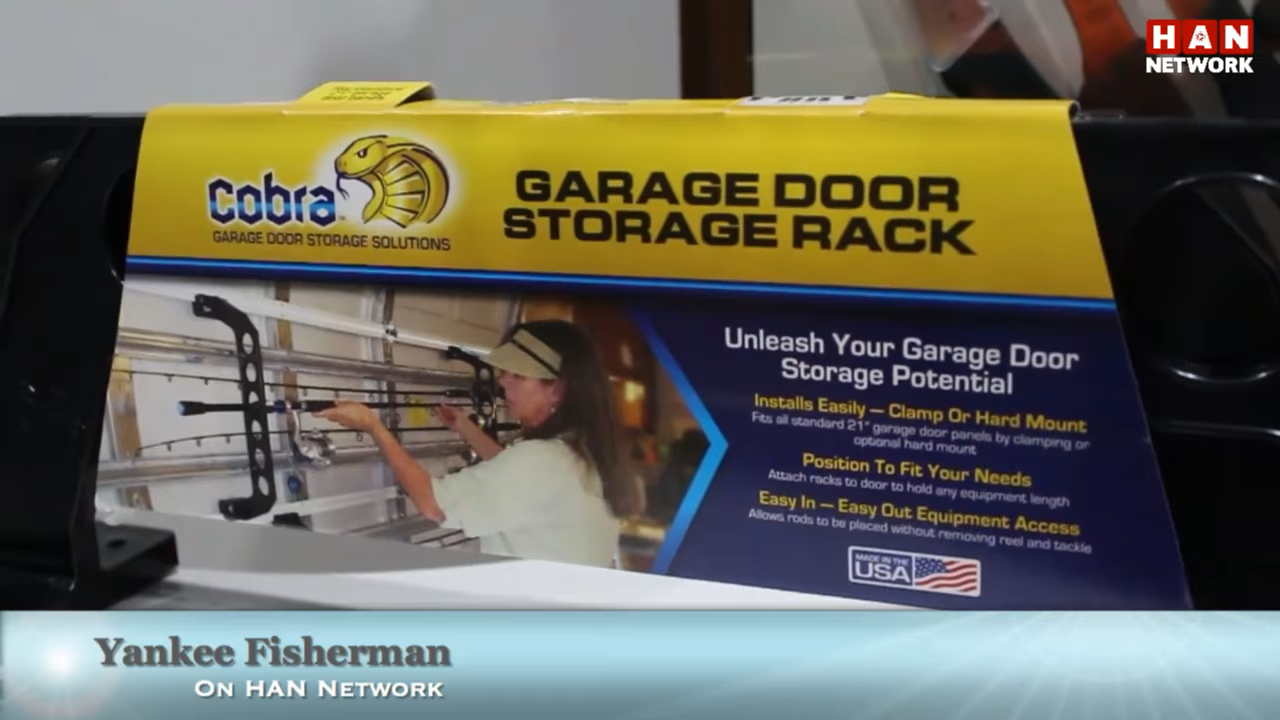 HAN
NETWORK
Cobra
GARAGE DOOR STORAGE SOLUTIONS
GARAGE DOOR
STORAGE RACK
Unleash Your Garage Door
Storage Potential
Installs Easily — Clamp Or Hard Mount
Fits all standard 21" garage door panels by clamping or
optional hard mount
Position To Fit Your Needs
Attach racks to door to hold any equipment length
Easy In — Easy Out Equipment Access
Allows rods to be placed without removing reel and tackle
MADE IN THE
USA
Yankee Fisherman
ON HAN NETWORK